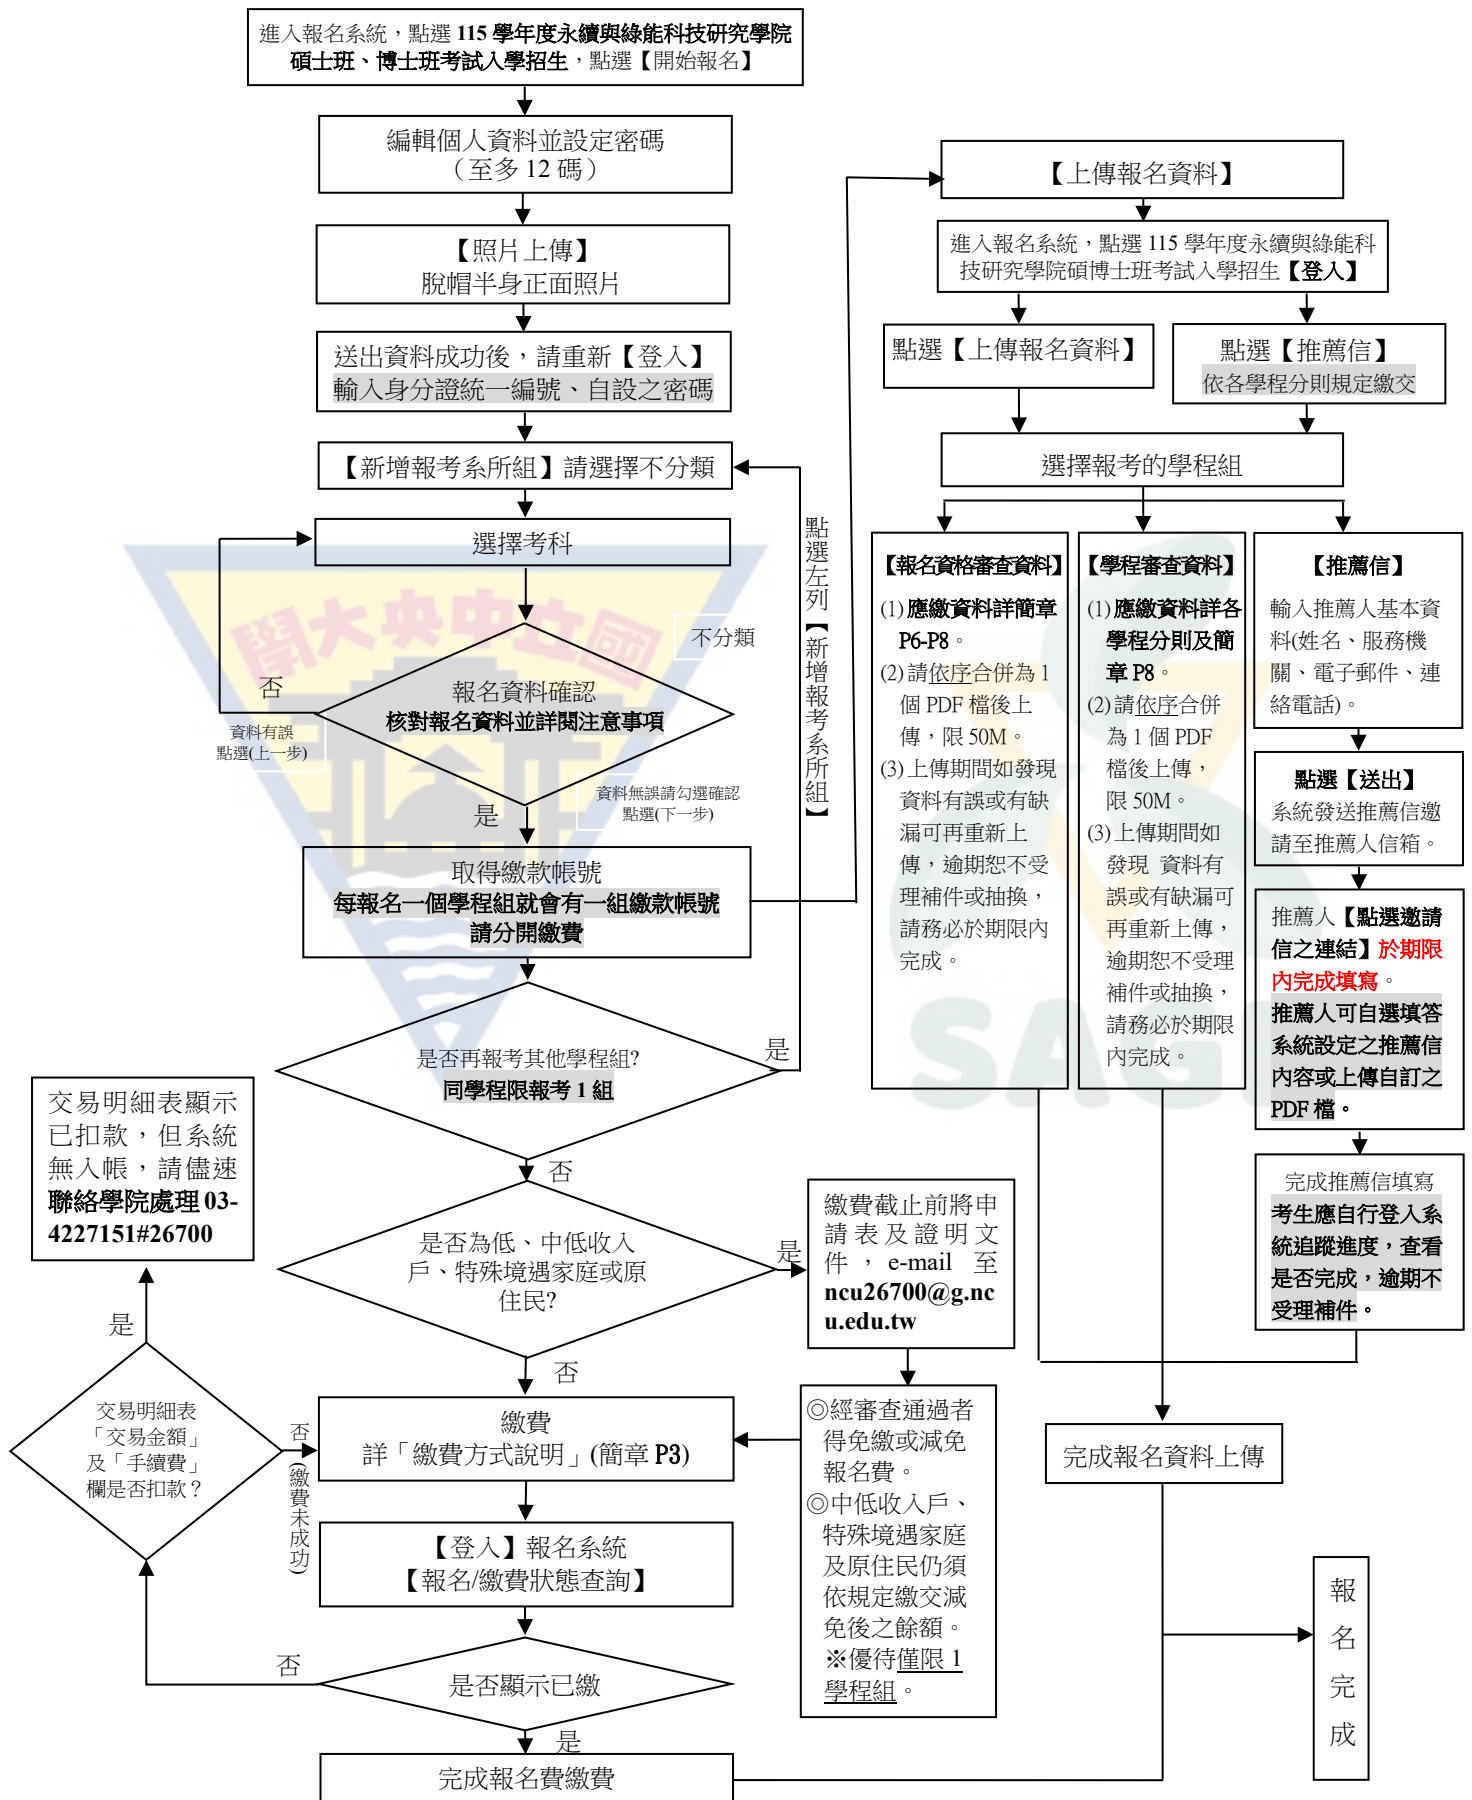 進入報名系統，點選 115 學年度永續與綠能科技研究學院
碩士班、博士班考試入學招生，點選【開始報名】
編輯個人資料並設定密碼
（至多 12 碼）
【照片上傳】
脫帽半身正面照片
送出資料成功後，請重新【登入】
輸入身分證統一編號、自設之密碼
【新增報考系所組】請選擇不分類
選擇考科
不分類
報名資料確認
核對報名資料並詳閱注意事項
否
資料有誤
點選(上一步)
是
資料無誤請勾選確認
點選(下一步)
取得繳款帳號
每報名一個學程組就會有一組繳款帳號
請分開繳費
是否再報考其他學程組?
同學程限報考 1 組
是
點選左列【新增報考系所組】
否
是否為低、中低收入
戶、特殊境遇家庭或原
住民?
是
繳費截止前將申
請表及證明文
件，e-mail 至
ncu26700@g.nc
u.edu.tw
◎經審查通過者
得免繳或減免
報名費。
◎中低收入戶、
特殊境遇家庭
及原住民仍須
依規定繳交減
免後之餘額。
※優待僅限 1
學程組。
否
繳費
詳「繳費方式說明」(簡章 P3)
【登入】報名系統
【報名/繳費狀態查詢】
是否顯示已繳
否
是
完成報名費繳費
交易明細表
「交易金額」
及「手續費」
欄是否扣款？
否(繳費未成功)
是
交易明細表顯示
已扣款，但系統
無入帳，請儘速
聯絡學院處理 03-
4227151#26700
【上傳報名資料】
進入報名系統，點選 115 學年度永續與綠能科
技研究學院碩博士班考試入學招生【登入】
點選【上傳報名資料】
點選【推薦信】
依各學程分則規定繳交
選擇報考的學程組
【報名資格審查資料】
(1) 應繳資料詳簡章
P6-P8。
(2) 請依序合併為 1
個 PDF 檔後上
傳，限 50M。
(3) 上傳期間如發現
資料有誤或有缺
漏可再重新上
傳，逾期恕不受
理補件或抽換，
請務必於期限內
完成。
【學程審查資料】
(1) 應繳資料詳各
學程分則及簡
章 P8。
(2) 請依序合併
為 1 個 PDF
檔後上傳，
限 50M。
(3) 上傳期間如
發現 資料有
誤或有缺漏可
再重新上傳，
逾期恕不受理
補件或抽換，
請務必於期限
內完成。
【推薦信】
輸入推薦人基本資
料(姓名、服務機
關、電子郵件、連
絡電話)。
點選【送出】
系統發送推薦信邀
請至推薦人信箱。
推薦人【點選邀請
信之連結】於期限
內完成填寫。
推薦人可自選填答
系統設定之推薦信
內容或上傳自訂之
PDF 檔。
完成推薦信填寫
考生應自行登入系
統追蹤進度，查看
是否完成，逾期不
受理補件。
完成報名資料上傳
報名完成
國立中央大學
SAGE